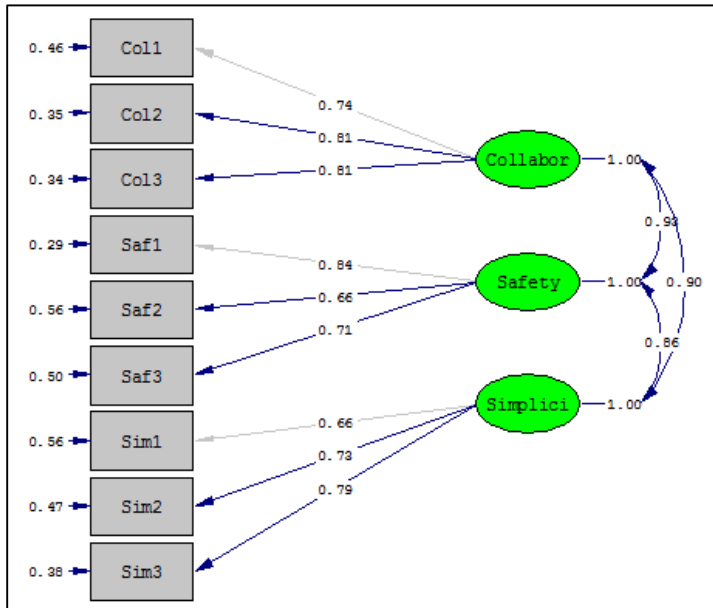 0.46 Col1
0.74
0.35 Col2
0.81
Collabor 1.00
0.34 Col3
0.81
0.93
0.29 Saf1
0.84
Safety 1.00
0.90
0.56 Saf2
0.66
0.71
0.86
0.50 Saf3
Simplici 1.00
0.56 Sim1
0.66
0.73
0.47 Sim2
0.79
0.38 Sim3